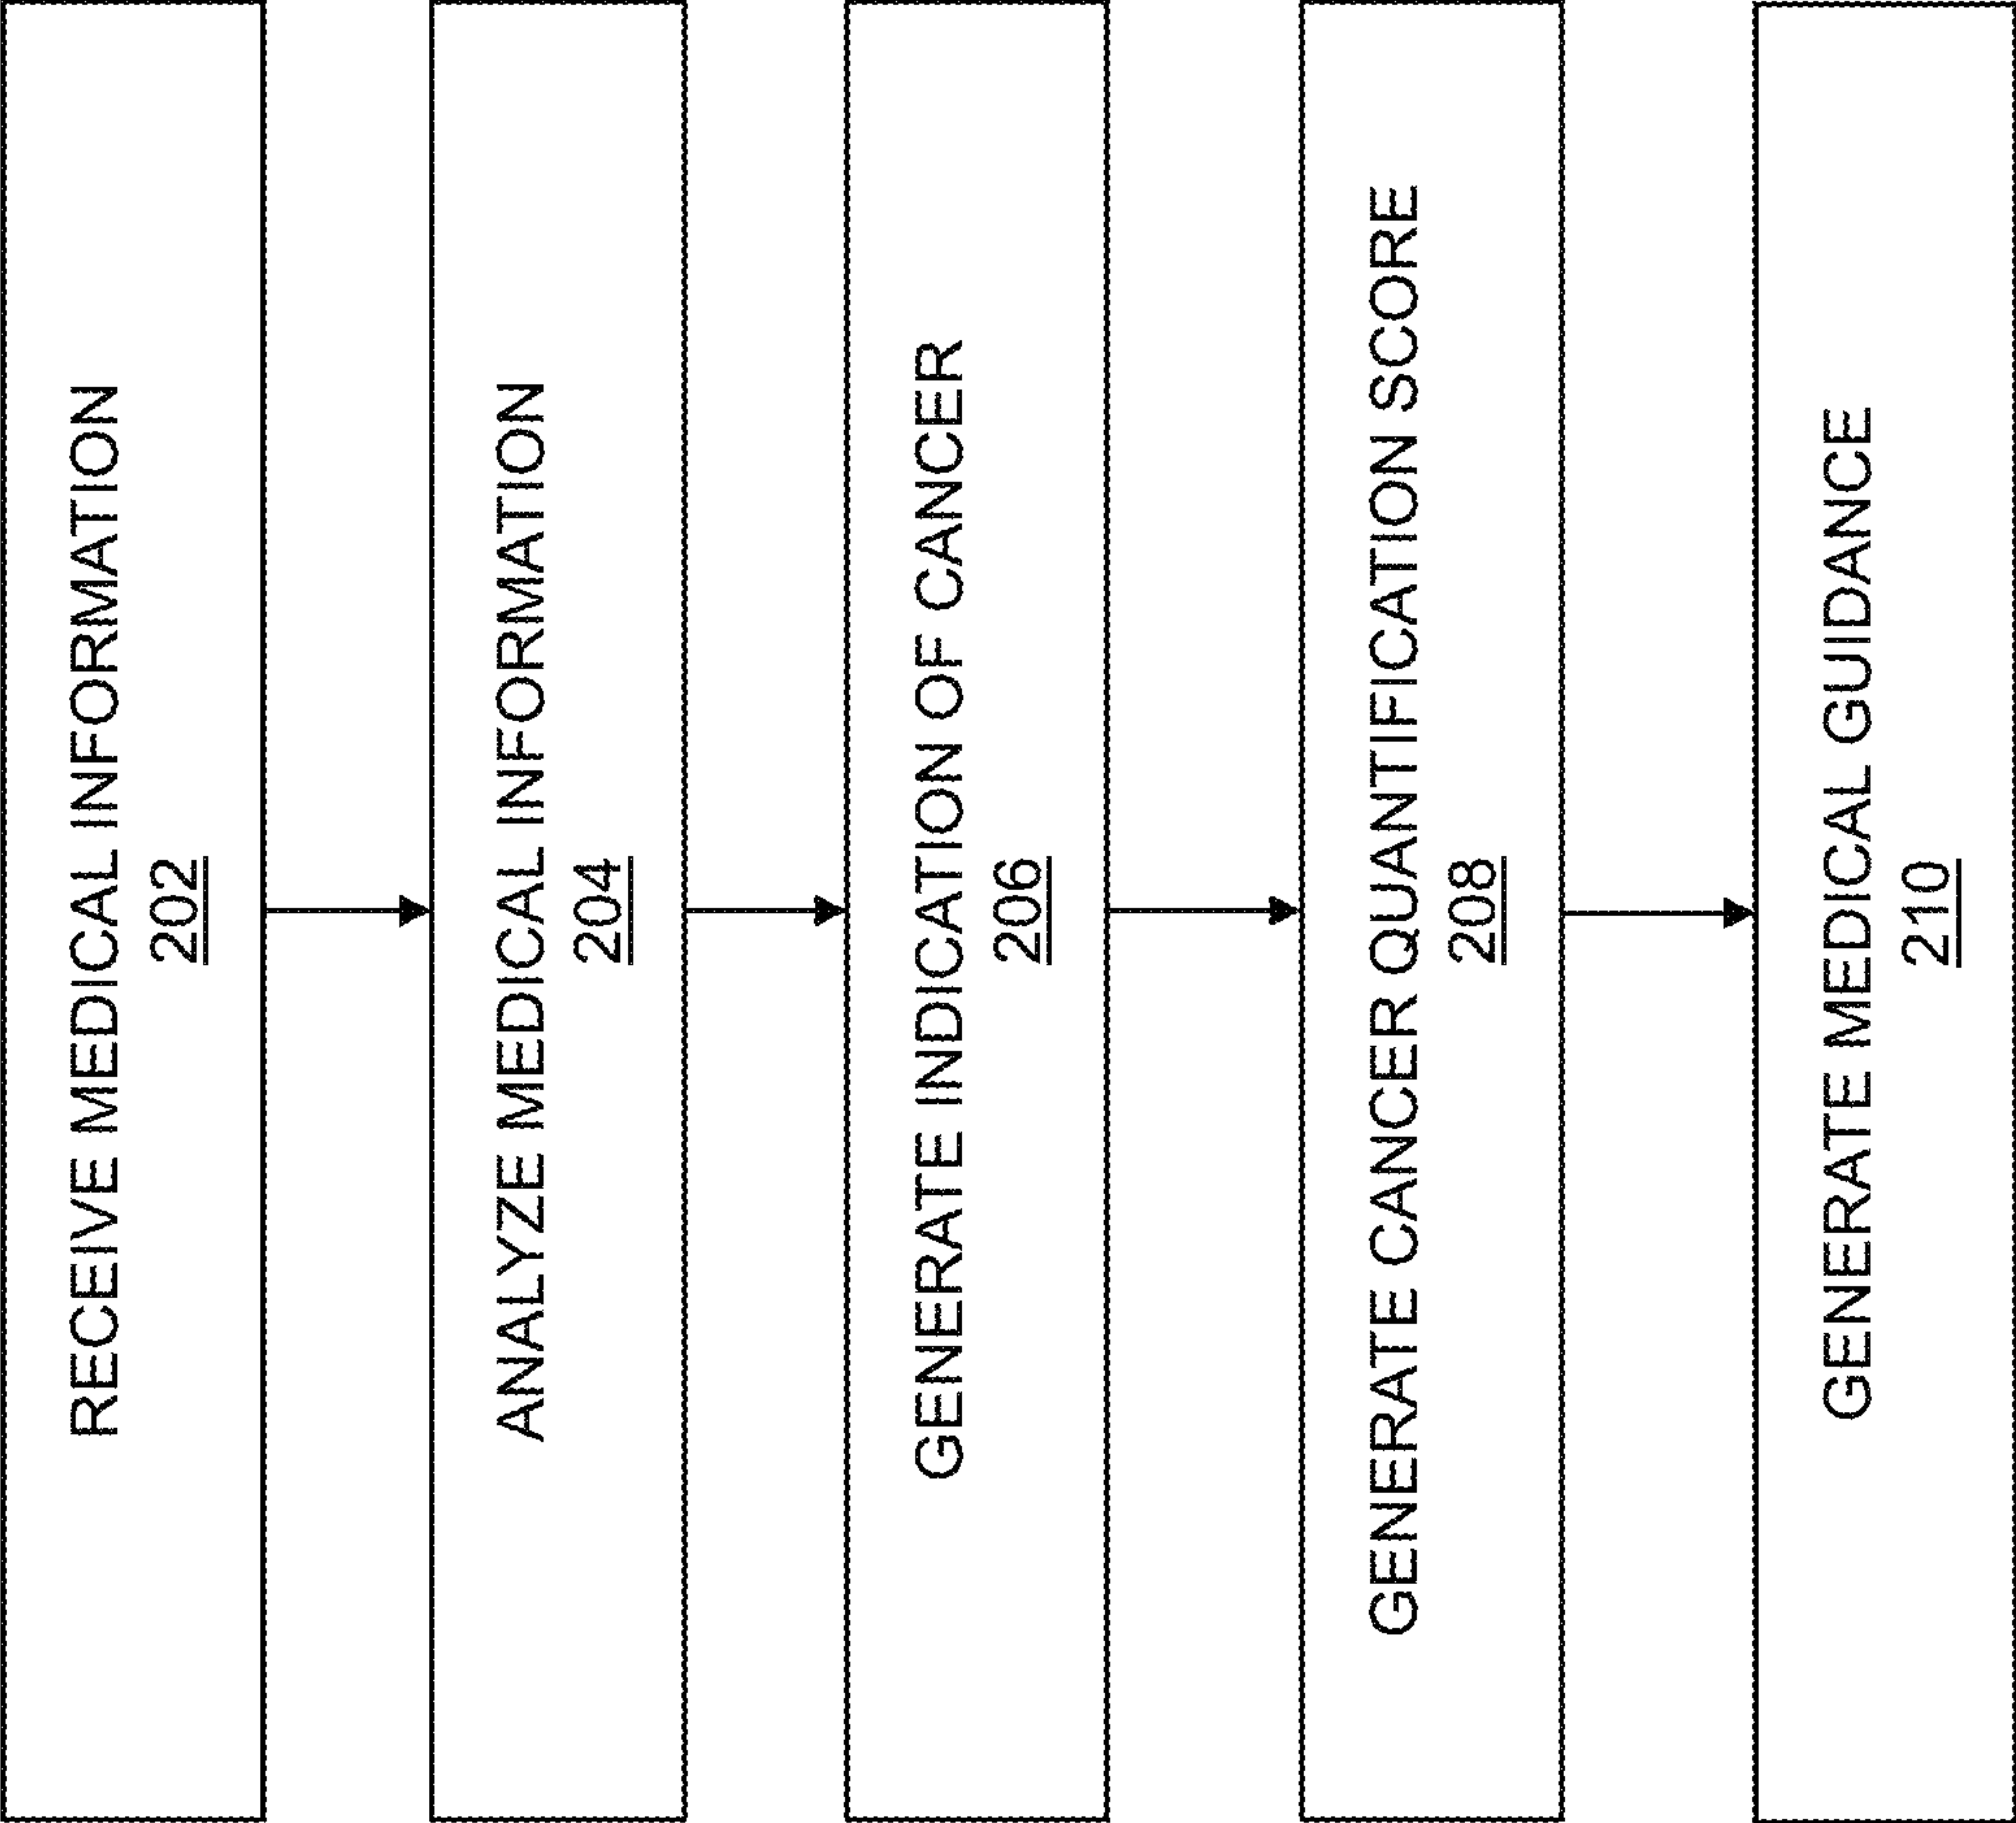 RECEIVE MEDICAL INFORMATION
202
ANALYZE MEDICAL INFORMATION
204
GENERATE INDICATION OF CANCER
206
GENERATE CANCER QUANTIFICATION SCORE
208
GENERATE MEDICAL GUIDANCE
210